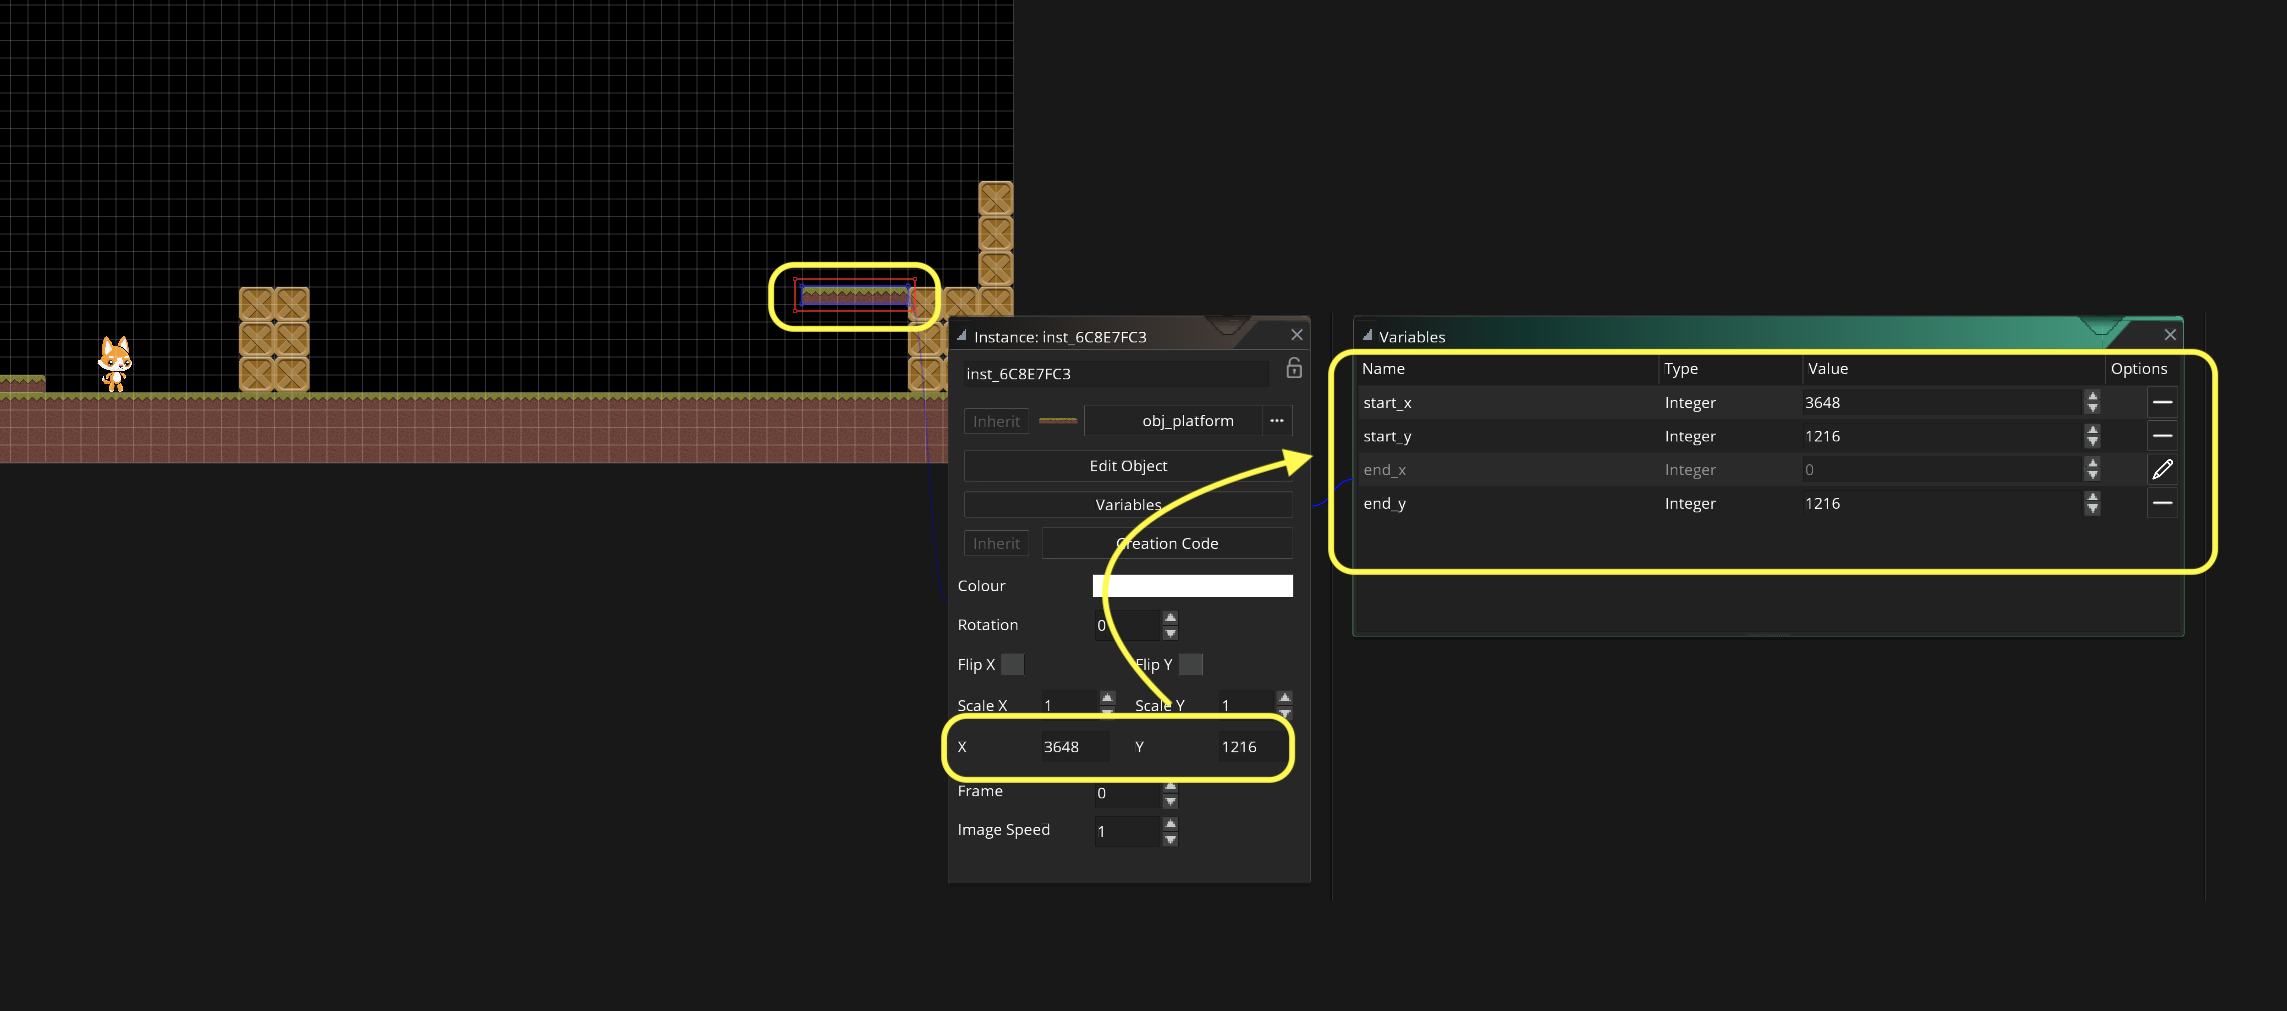 Instance: inst_6C8E7FC3
inst_6C8E7FC3
Inherit obj_platform ...
Edit Object
Variables
Inherit Creation Code
Colour
Rotation 0
Flip X Flip Y
Scale X 1 Scale Y 1
X 3648 Y 1216
Frame 0
Image Speed 1
Variables
Name Type Value Options
start_x Integer 3648
start_y Integer 1216
end_x Integer 0
end_y Integer 1216